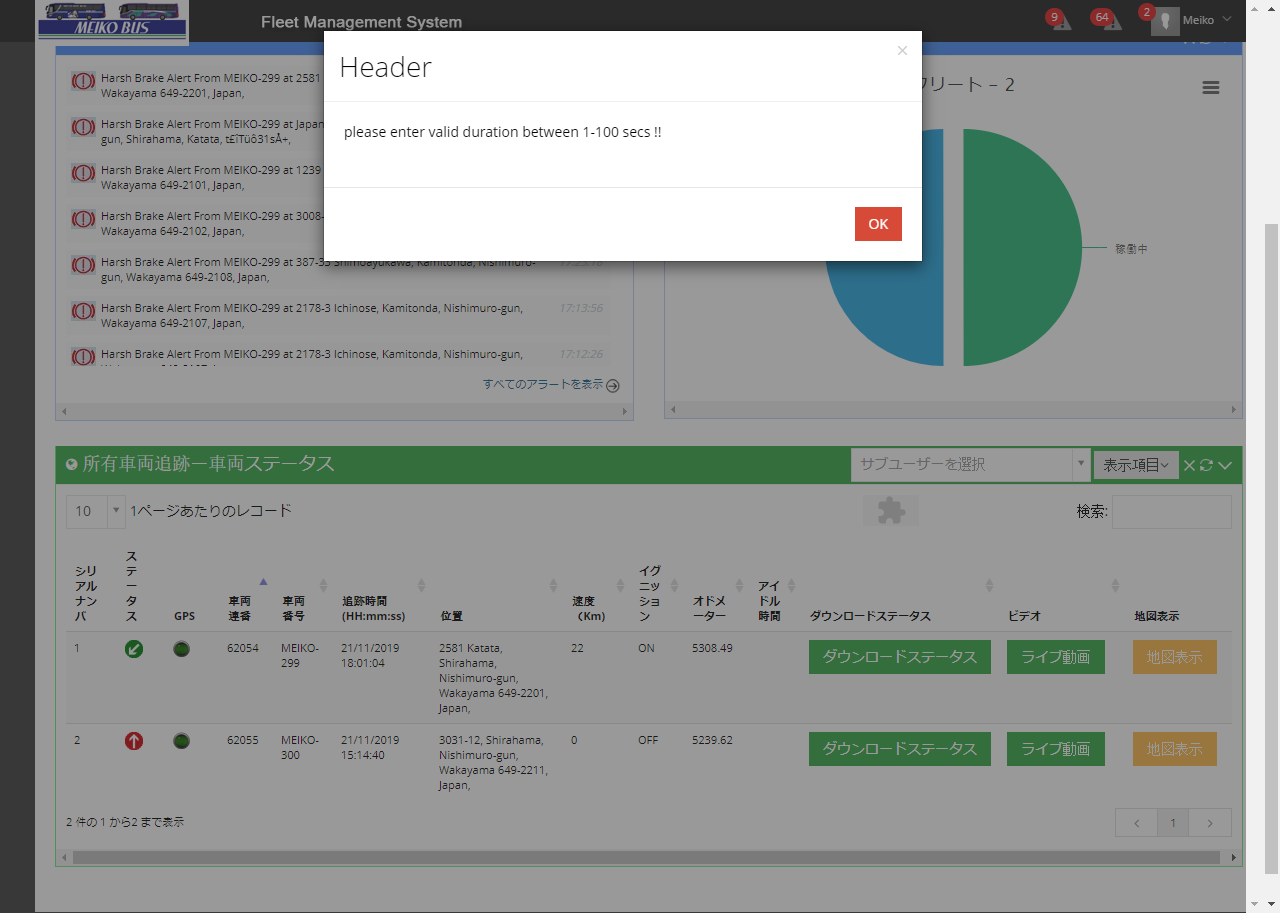 MEIKO BUS
Fleet Management System
9
64
2
Meiko
Header
×
please enter valid duration between 1-100 secs !!
OK
Harsh Brake Alert From MEIKO-299 at 2581
Wakayama 649-2201, Japan,
Harsh Brake Alert From MEIKO-299 at Japan
gun, Shirahama, Katata, t£ÎTüô31sÅ+,
Harsh Brake Alert From MEIKO-299 at 1239
Wakayama 649-2101, Japan,
Harsh Brake Alert From MEIKO-299 at 3008-
Wakayama 649-2102, Japan,
Harsh Brake Alert From MEIKO-299 at 387-33 Shimoayukawa, Kamitonda, Nishimuro-
gun, Wakayama 649-2108, Japan,
Harsh Brake Alert From MEIKO-299 at 2178-3 Ichinose, Kamitonda, Nishimuro-gun,
17:13:56
Wakayama 649-2107, Japan,
Harsh Brake Alert From MEIKO-299 at 2178-3 Ichinose, Kamitonda, Nishimuro-gun,
17:12:26
すべてのアラートを表示
リート – 2
稼働中
所有車両追跡ー車両ステータス
サブユーザーを選択
表示項目
10
1ページあたりのレコード
検索:
シリアルナンバ
ステータス
GPS
車両連番
車両番号
追跡時間
(HH:mm:ss)
位置
速度
(Km)
イグニッション
オドメーター
アイドル時間
ダウンロードステータス
ビデオ
地図表示
1
62054
MEIKO-
299
21/11/2019
18:01:04
2581 Katata,
Shirahama,
Nishimuro-gun,
Wakayama 649-2201,
Japan,
22
ON
5308.49
ダウンロードステータス
ライブ動画
地図表示
2
62055
MEIKO-
300
21/11/2019
15:14:40
3031-12, Shirahama,
Nishimuro-gun,
Wakayama 649-2211,
Japan,
0
OFF
5239.62
ダウンロードステータス
ライブ動画
地図表示
2 件の 1 から2 まで表示
1